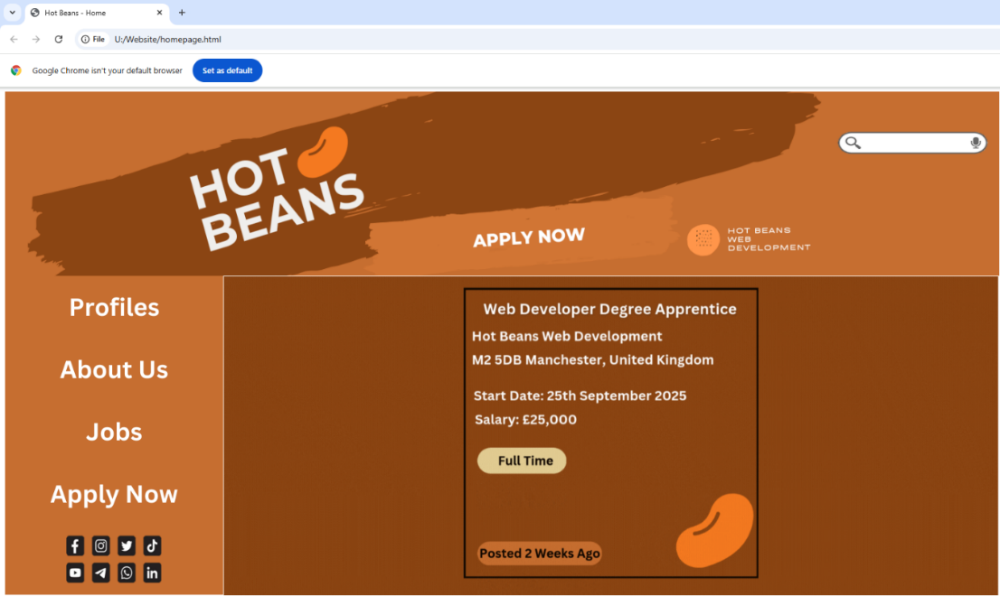 Hot Beans - Home
File
U:/Website/homepage.html
Google Chrome isn't your default browser
Set as default
HOT
BEANS
APPLY NOW
HOT BEANS
WEB
DEVELOPMENT
Profiles
About Us
Jobs
Apply Now
Web Developer Degree Apprentice
Hot Beans Web Development
M2 5DB Manchester, United Kingdom
Start Date: 25th September 2025
Salary: £25,000
Full Time
Posted 2 Weeks Ago